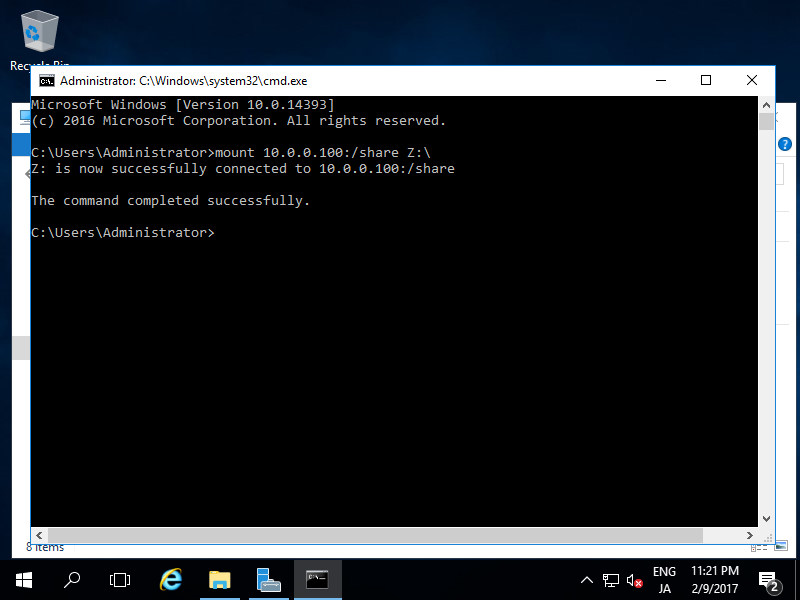 Recycle Bin
Administrator: C:\Windows\system32\cmd.exe
Microsoft Windows [Version 10.0.14393]
(c) 2016 Microsoft Corporation. All rights reserved.
C:\Users\Administrator>mount 10.0.0.100:/share Z:\
Z: is now successfully connected to 10.0.0.100:/share
The command completed successfully.
C:\Users\Administrator>
8 items
ENG
JA
11:21 PM
2/9/2017
2